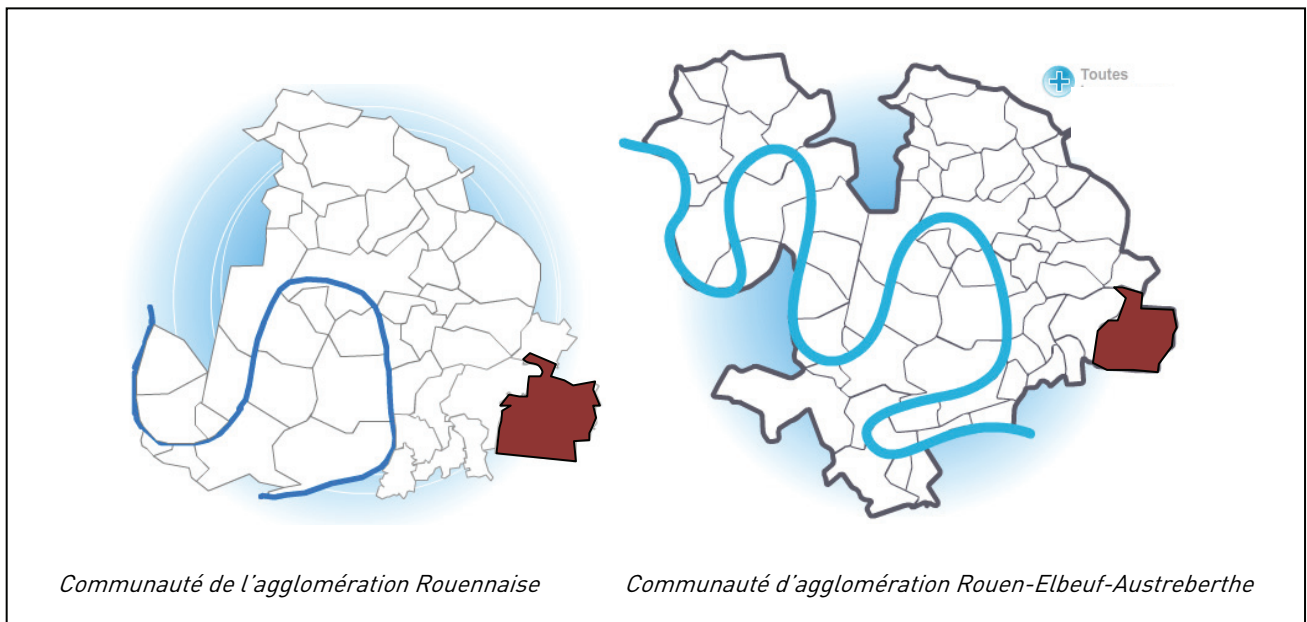 Toutes
Communauté de l'agglomération Rouennaise
Communauté d'agglomération Rouen-Elbeuf-Austreberthe